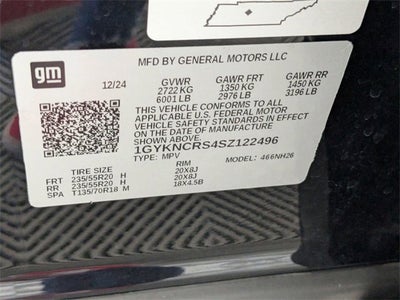 gm
MFD BY GENERAL MOTORS LLC
12/24 GVWR GAWR FRT GAWR RR
2722 KG 1350 KG 1450 KG
6001 LB 2976 LB 3196 LB
THIS VEHICLE CONFORMS TO ALL
APPLICABLE U.S. FEDERAL MOTOR
VEHICLE SAFETY STANDARDS IN EFFECT
ON THE DATE OF MANUFACTURE
SHOWN ABOVE.
1GYKNCRS4SZ122496
TYPE: MPV MODEL: 466NH26
TIRE SIZE RIM
FRT 235/55R20 H 20X8J
RR 235/55R20 H 20X8J
SPA T135/70R18 M 18X4.5B